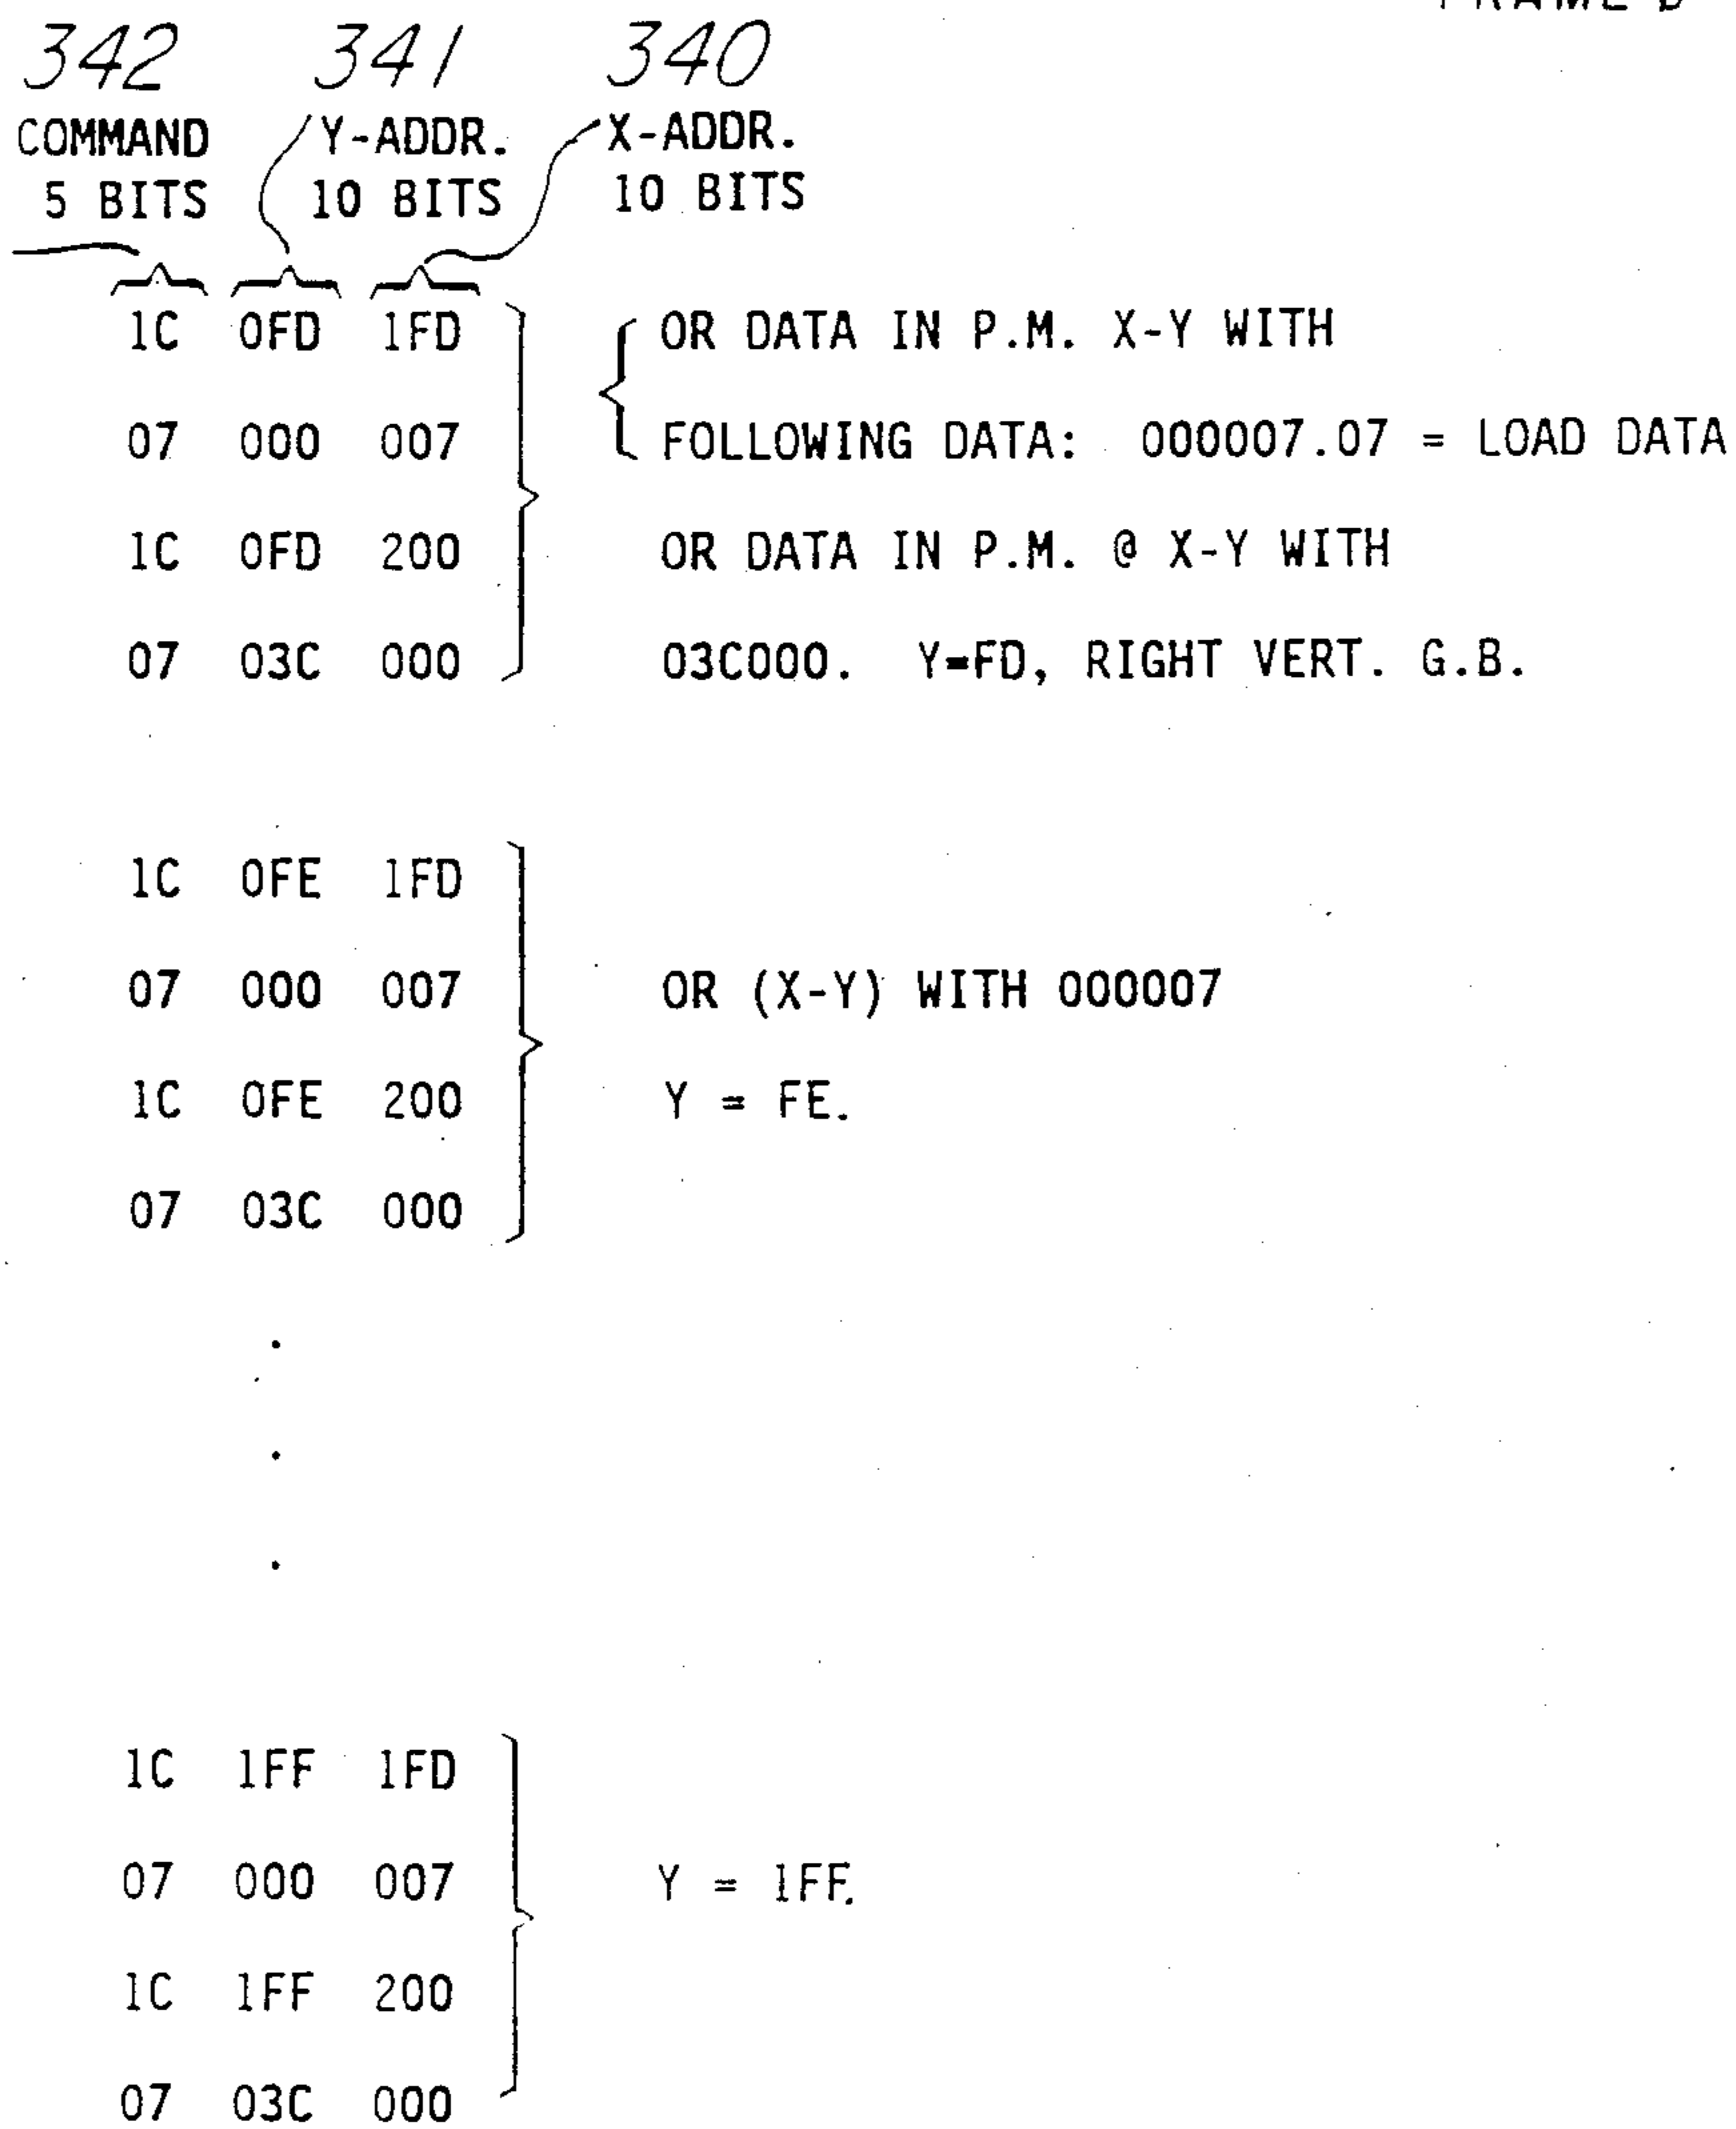 342 341 340
COMMAND Y-ADDR. X-ADDR.
5 BITS 10 BITS 10 BITS
1C 0FD 1FD OR DATA IN P.M. X-Y WITH
07 000 007 FOLLOWING DATA: 000007.07 = LOAD DATA
1C 0FD 200 OR DATA IN P.M. @ X-Y WITH
07 03C 000 03C000. Y=FD, RIGHT VERT. G.B.
1C 0FE 1FD
07 000 007 OR (X-Y) WITH 000007
1C 0FE 200 Y = FE.
07 03C 000
.
.
.
1C 1FF 1FD
07 000 007 Y = 1FF.
1C 1FF 200
07 03C 000